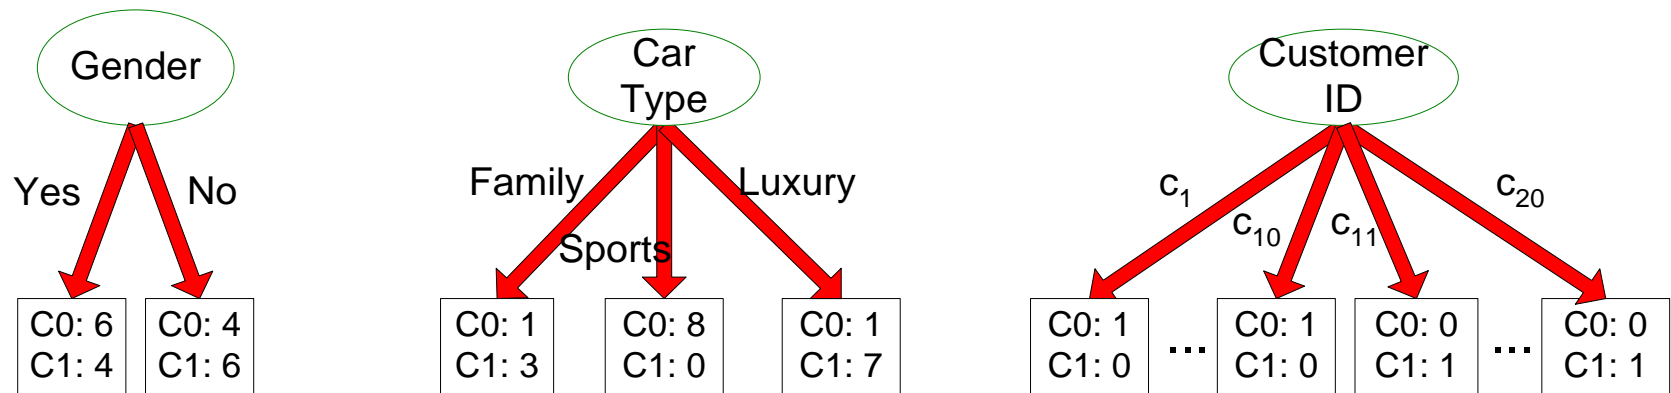 Gender
Yes
No
C0: 6
C1: 4
C0: 4
C1: 6
Car
Type
Family
Sports
Luxury
C0: 1
C1: 3
C0: 8
C1: 0
C0: 1
C1: 7
Customer
ID
c₁
c₁₀
c₁₁
c₂₀
C0: 1
C1: 0
...
C0: 1
C1: 0
C0: 0
C1: 1
...
C0: 0
C1: 1